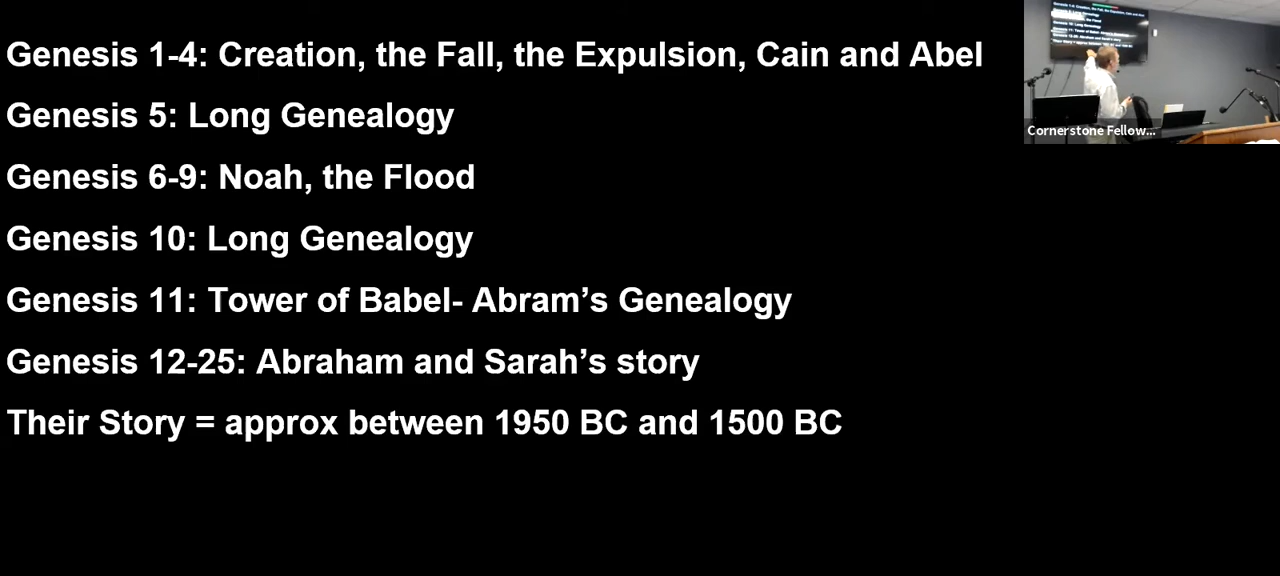 Genesis 1-4: Creation, the Fall, the Expulsion, Cain and Abel
Genesis 5: Long Genealogy
Genesis 6-9: Noah, the Flood
Genesis 10: Long Genealogy
Genesis 11: Tower of Babel- Abram’s Genealogy
Genesis 12-25: Abraham and Sarah’s story
Their Story = approx between 1950 BC and 1500 BC
Cornerstone Fellow...